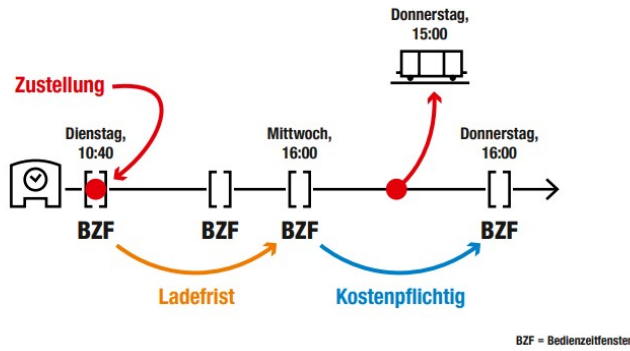 Donnerstag,
15:00
Zustellung
Dienstag,
10:40
Mittwoch,
16:00
Donnerstag,
16:00
BZF
BZF
BZF
BZF
Ladefrist
Kostenpflichtig
BZF = Bedienzeitfenster